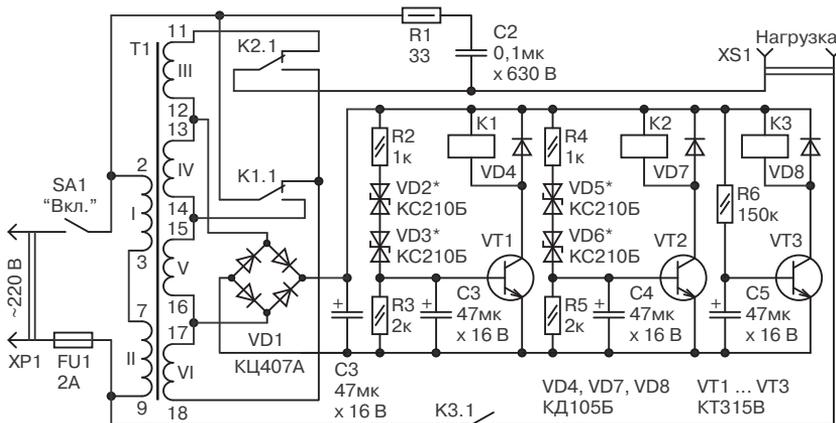 11
T1
III
12
13
2
IV
I
14
15
3
V
7
16
17
II
VI
9
18
SA1
“Вкл.”
~220 В
XP1
FU1
2А
K2.1
K1.1
VD1
КЦ407А
R1
33
C2
0,1мк
х 630 В
XS1
Нагрузка
R2
1к
VD2*
КС210Б
VD3*
КС210Б
R3
2к
K1
VD4
VT1
+
C3
47мк
х 16 В
+
C3
47мк
х 16 В
R4
1к
VD5*
КС210Б
VD6*
КС210Б
R5
2к
K2
VD7
VT2
+
C4
47мк
х 16 В
K3
VD8
R6
150к
VT3
+
C5
47мк
х 16 В
K3.1
VD4, VD7, VD8
КД105Б
VT1 ... VT3
КТ315В